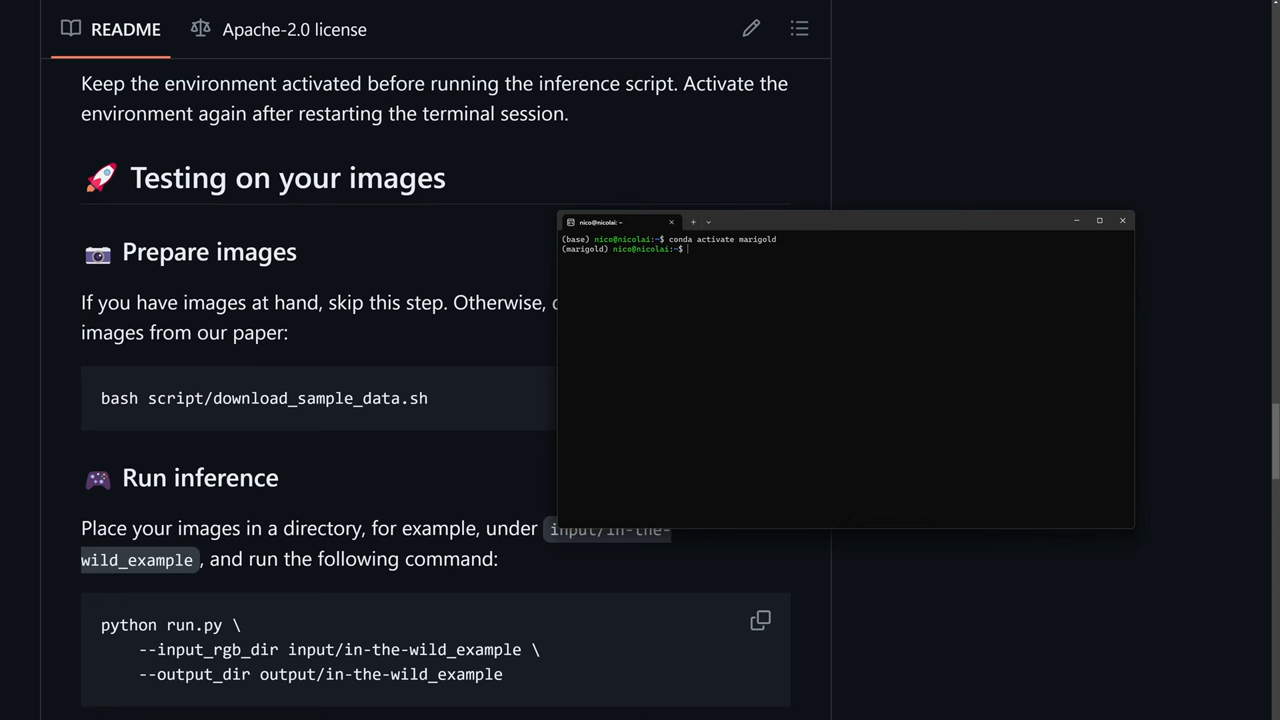 README
Apache-2.0 license
Keep the environment activated before running the inference script. Activate the
environment again after restarting the terminal session.
🚀 Testing on your images
📷 Prepare images
If you have images at hand, skip this step. Otherwise,
images from our paper:
bash script/download_sample_data.sh
nico@nicolai: ~
(base) nico@nicolai:~$ conda activate marigold
(marigold) nico@nicolai:~$
🎮 Run inference
Place your images in a directory, for example, under input/in-the-
wild_example, and run the following command:
python run.py \
--input_rgb_dir input/in-the-wild_example \
--output_dir output/in-the-wild_example